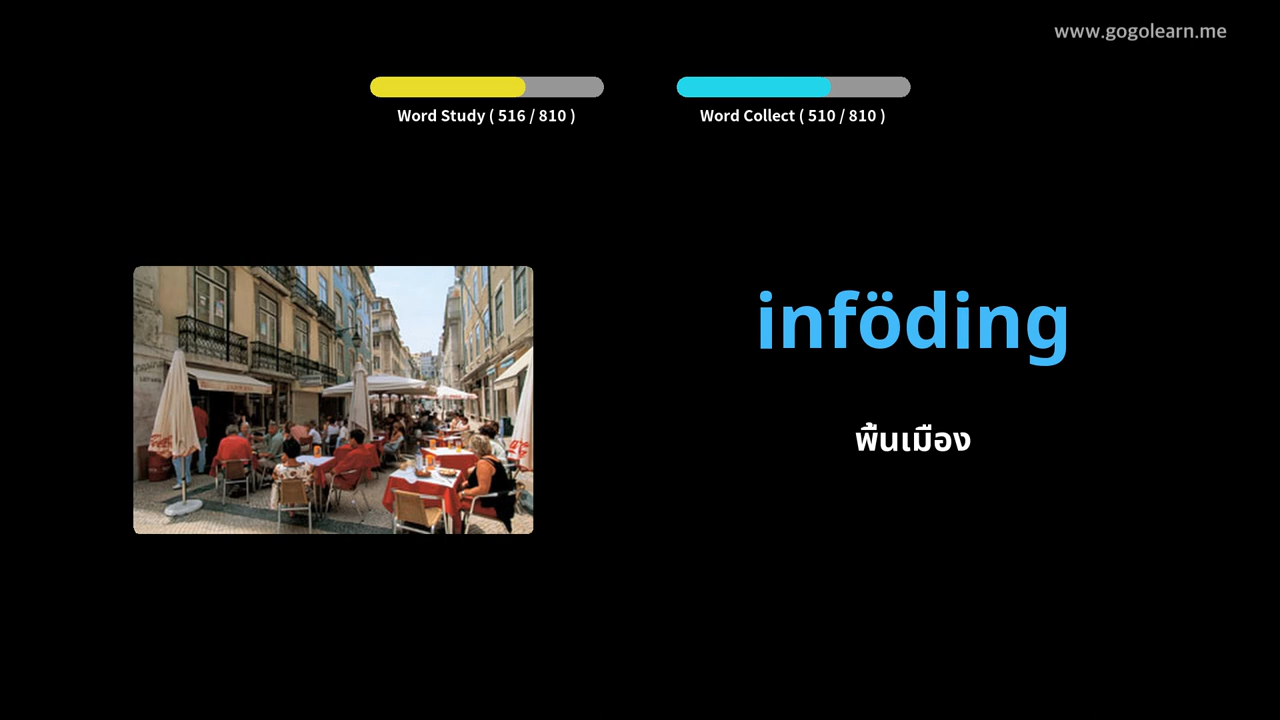 www.gogolearn.me
Word Study ( 516 / 810 )
Word Collect ( 510 / 810 )
inföding
พื้นเมือง